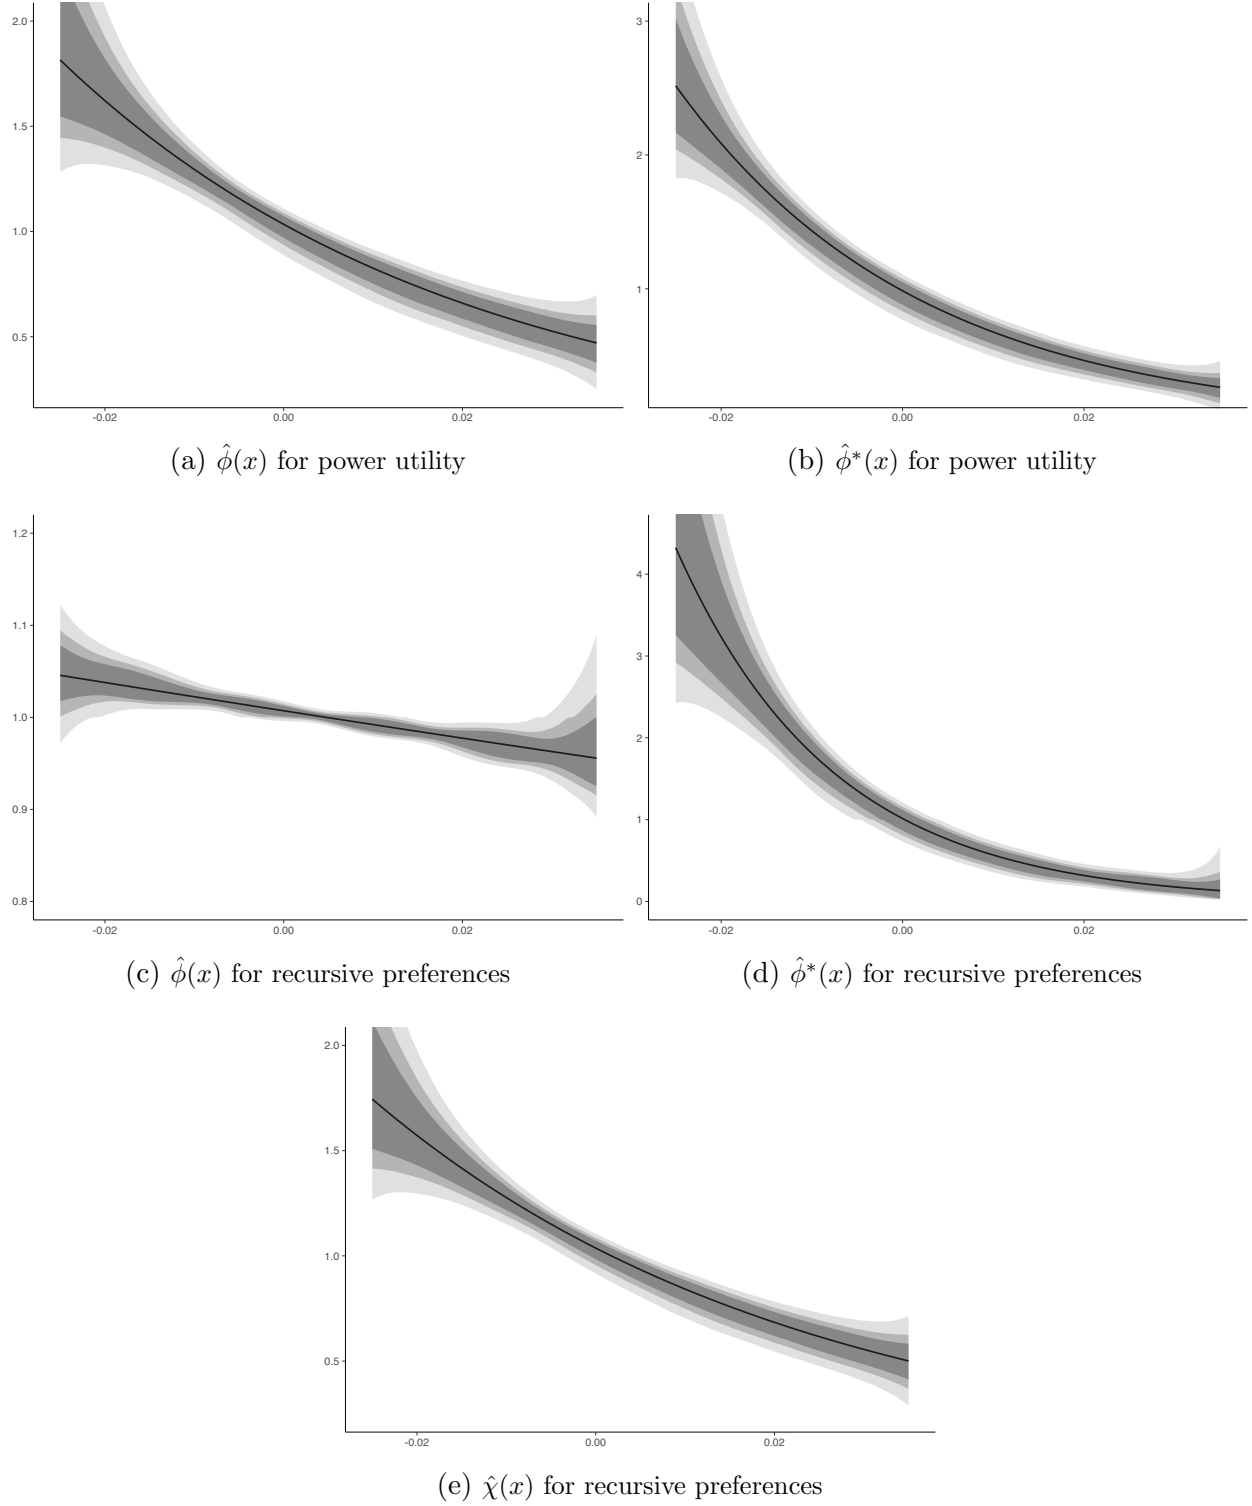 2.0
1.5
1.0
0.5
-0.02 0.00 0.02
(a) φ̂(x) for power utility
3
2
1
-0.02 0.00 0.02
(b) φ̂*(x) for power utility
1.2
1.1
1.0
0.9
0.8
-0.02 0.00 0.02
(c) φ̂(x) for recursive preferences
4
3
2
1
0
-0.02 0.00 0.02
(d) φ̂*(x) for recursive preferences
2.0
1.5
1.0
0.5
-0.02 0.00 0.02
(e) χ̂(x) for recursive preferences